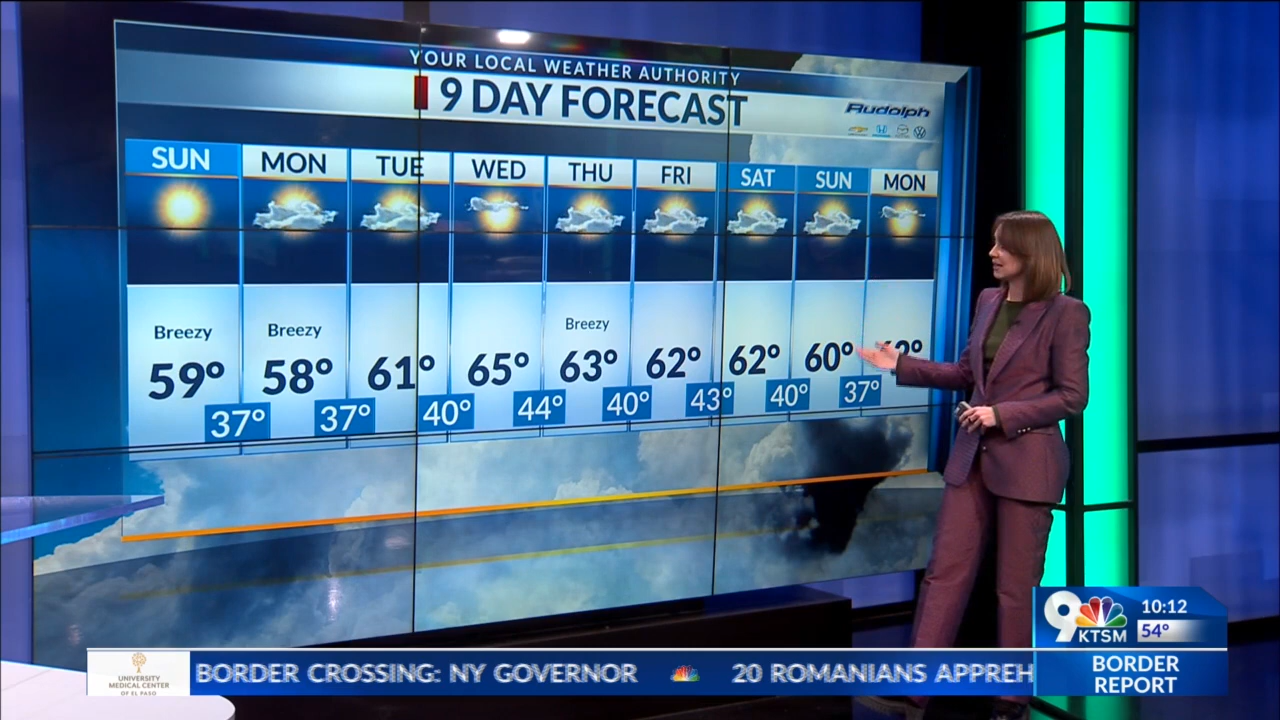 YOUR LOCAL WEATHER AUTHORITY
9 DAY FORECAST
Rudolph
SUN MON TUE WED THU FRI SAT SUN MON
Breezy Breezy Breezy
59° 58° 61° 65° 63° 62° 62° 60°
37° 37° 40° 44° 40° 43° 40° 37°
9 KTSM
10:12
54°
UNIVERSITY
MEDICAL CENTER
OF EL PASO
BORDER CROSSING: NY GOVERNOR 20 ROMANIANS APPREH
BORDER
REPORT